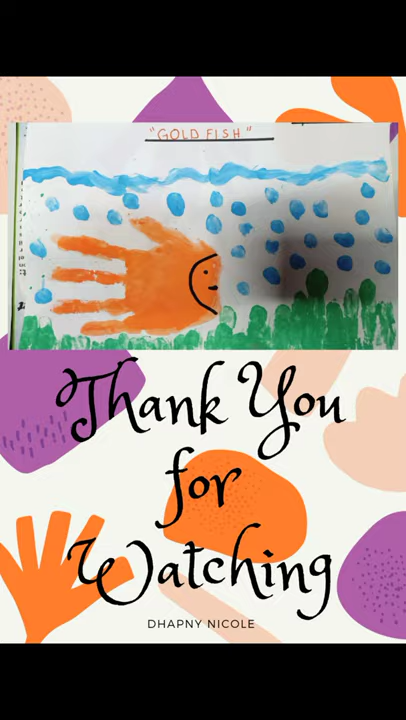 "GOLD FISH"
Thank You
for
Watching
DHAPNY NICOLE